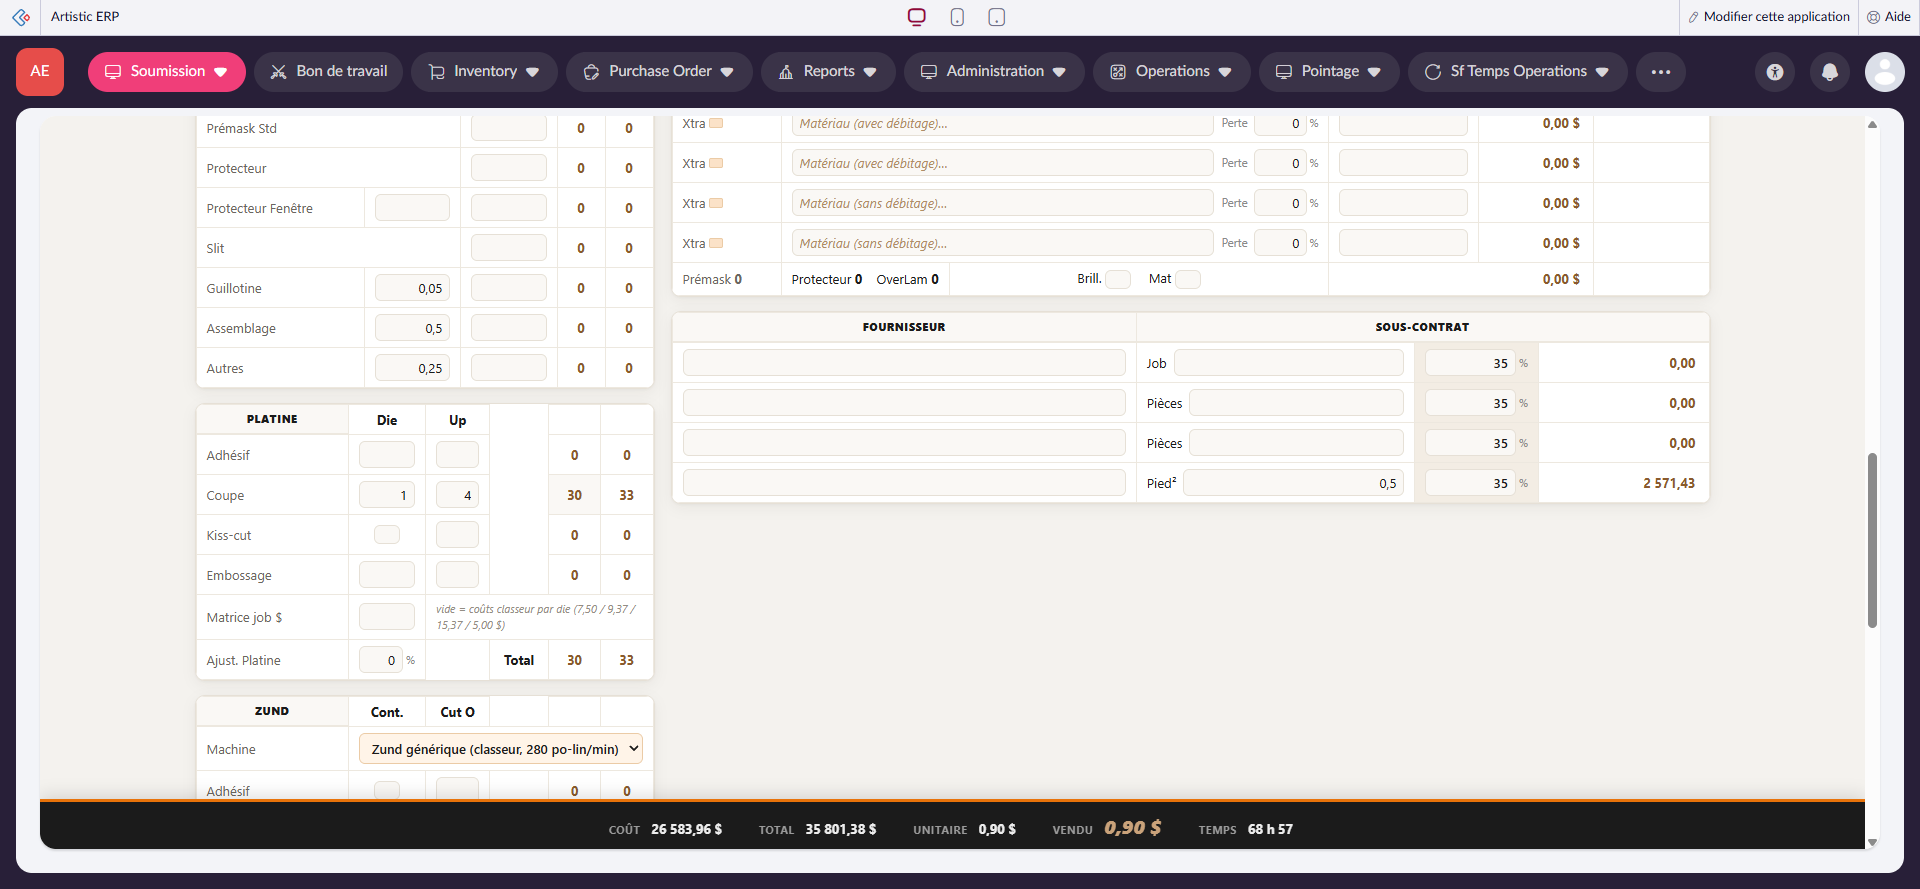 Artistic ERP
Modifier cette application
Aide
AE
Soumission
Bon de travail
Inventory
Purchase Order
Reports
Administration
Operations
Pointage
Sf Temps Operations
Prémask Std 0 0
Protecteur 0 0
Protecteur Fenêtre 0 0
Slit 0 0
Guillotine 0,05 0 0
Assemblage 0,5 0 0
Autres 0,25 0 0
PLATINE Die Up
Adhésif 0 0
Coupe 1 4 30 33
Kiss-cut 0 0
Embossage 0 0
Matrice job $ vide = coûts classeur par die (7,50 / 9,37 /
15,37 / 5,00 $)
Ajust. Platine 0 % Total 30 33
ZUND Cont. Cut O
Machine Zund générique (classeur, 280 po-lin/min)
Adhésif 0 0
Xtra Matériau (avec débitage)... Perte 0 % 0,00 $
Xtra Matériau (avec débitage)... Perte 0 % 0,00 $
Xtra Matériau (sans débitage)... Perte 0 % 0,00 $
Xtra Matériau (sans débitage)... Perte 0 % 0,00 $
Prémask 0 Protecteur 0 OverLam 0 Brill. Mat 0,00 $
FOURNISSEUR SOUS-CONTRAT
Job 35 % 0,00
Pièces 35 % 0,00
Pièces 35 % 0,00
Pied² 0,5 35 % 2 571,43
COÛT 26 583,96 $ TOTAL 35 801,38 $ UNITAIRE 0,90 $ VENDU 0,90 $ TEMPS 68 h 57